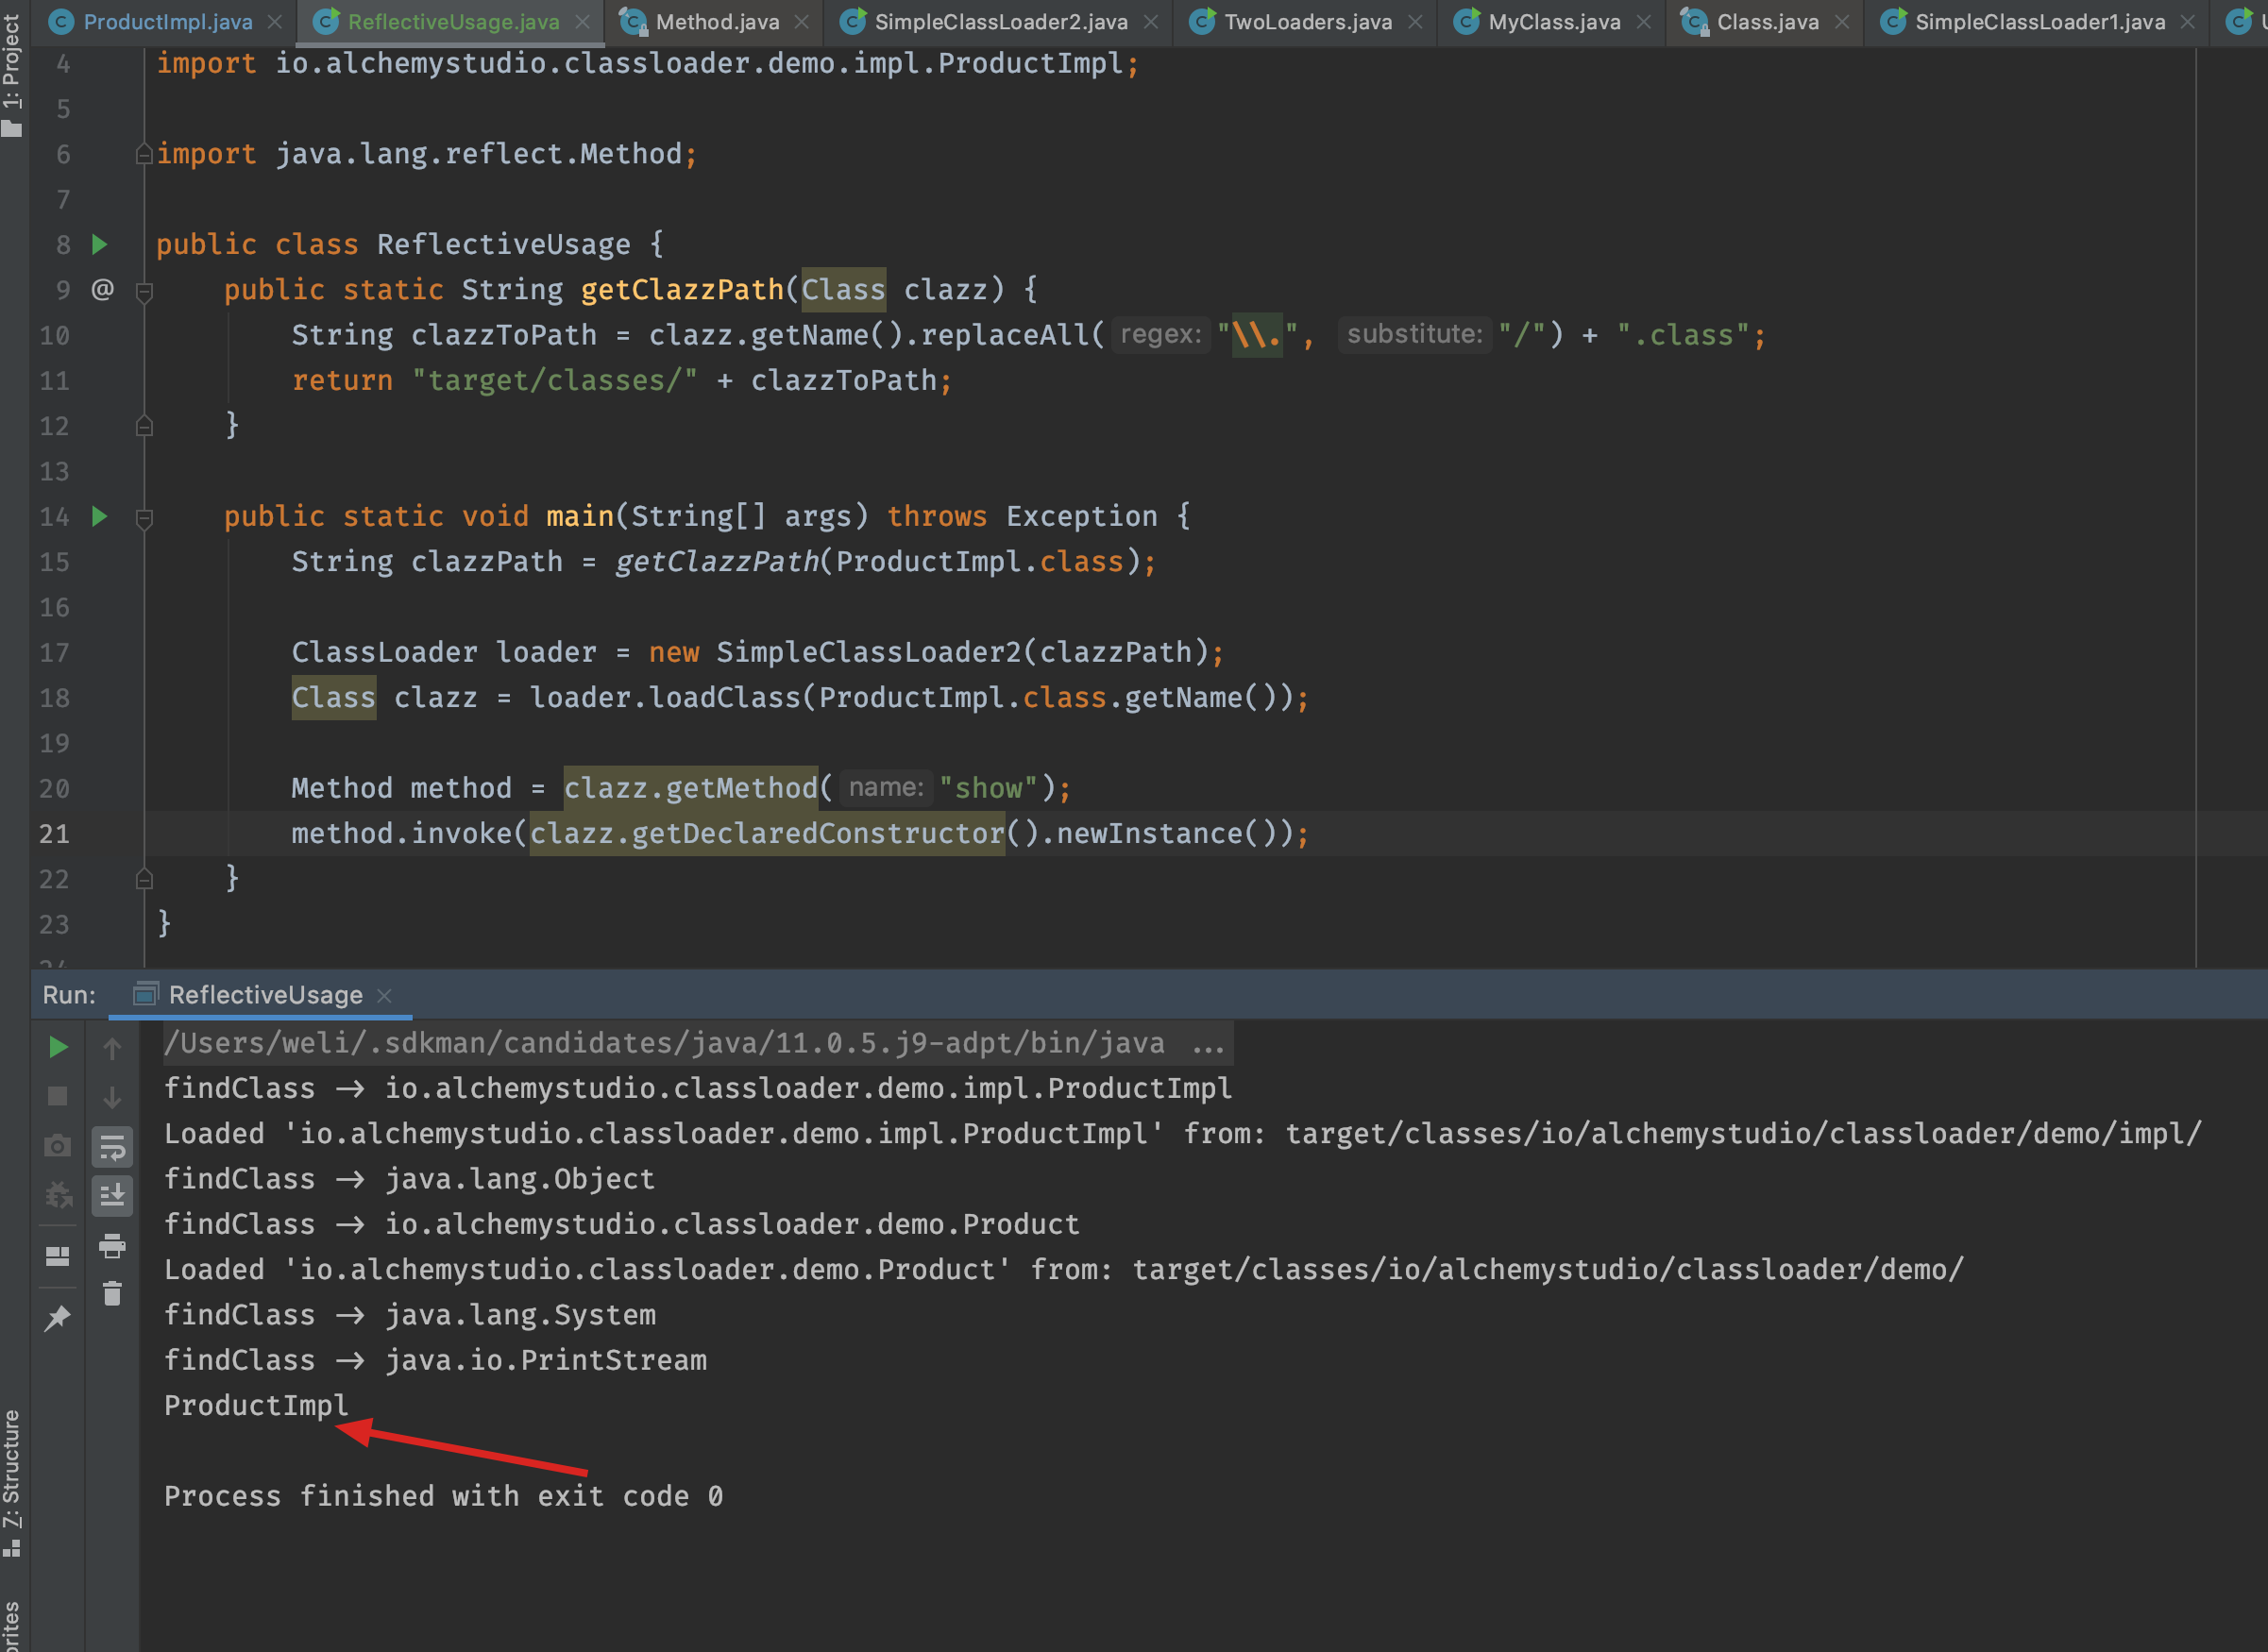 ProductImpl.java ReflectiveUsage.java Method.java SimpleClassLoader2.java TwoLoaders.java MyClass.java Class.java SimpleClassLoader1.java
1: Project
4 import io.alchemystudio.classloader.demo.impl.ProductImpl;
5
6 import java.lang.reflect.Method;
7
8 public class ReflectiveUsage {
9 @ public static String getClazzPath(Class clazz) {
10 String clazzToPath = clazz.getName().replaceAll( regex: "\\.", substitute: "/") + ".class";
11 return "target/classes/" + clazzToPath;
12 }
13
14 public static void main(String[] args) throws Exception {
15 String clazzPath = getClazzPath(ProductImpl.class);
16
17 ClassLoader loader = new SimpleClassLoader2(clazzPath);
18 Class clazz = loader.loadClass(ProductImpl.class.getName());
19
20 Method method = clazz.getMethod( name: "show");
21 method.invoke(clazz.getDeclaredConstructor().newInstance());
22 }
23 }
Run: ReflectiveUsage
/Users/weli/.sdkman/candidates/java/11.0.5.j9-adpt/bin/java ...
findClass -> io.alchemystudio.classloader.demo.impl.ProductImpl
Loaded 'io.alchemystudio.classloader.demo.impl.ProductImpl' from: target/classes/io/alchemystudio/classloader/demo/impl/
findClass -> java.lang.Object
findClass -> io.alchemystudio.classloader.demo.Product
Loaded 'io.alchemystudio.classloader.demo.Product' from: target/classes/io/alchemystudio/classloader/demo/
findClass -> java.lang.System
findClass -> java.io.PrintStream
ProductImpl
Process finished with exit code 0
7: Structure